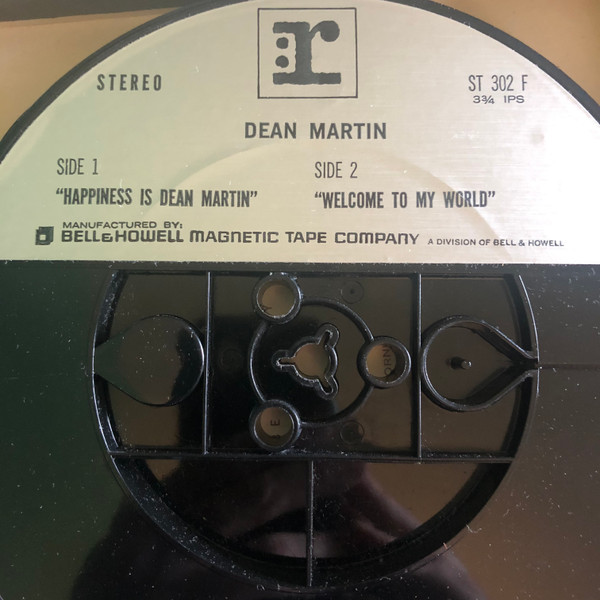 r
STEREO
ST 302 F
3¾ IPS
DEAN MARTIN
SIDE 1
"HAPPINESS IS DEAN MARTIN"
SIDE 2
"WELCOME TO MY WORLD"
MANUFACTURED BY:
BELL & HOWELL MAGNETIC TAPE COMPANY A DIVISION OF BELL & HOWELL
ORN
E